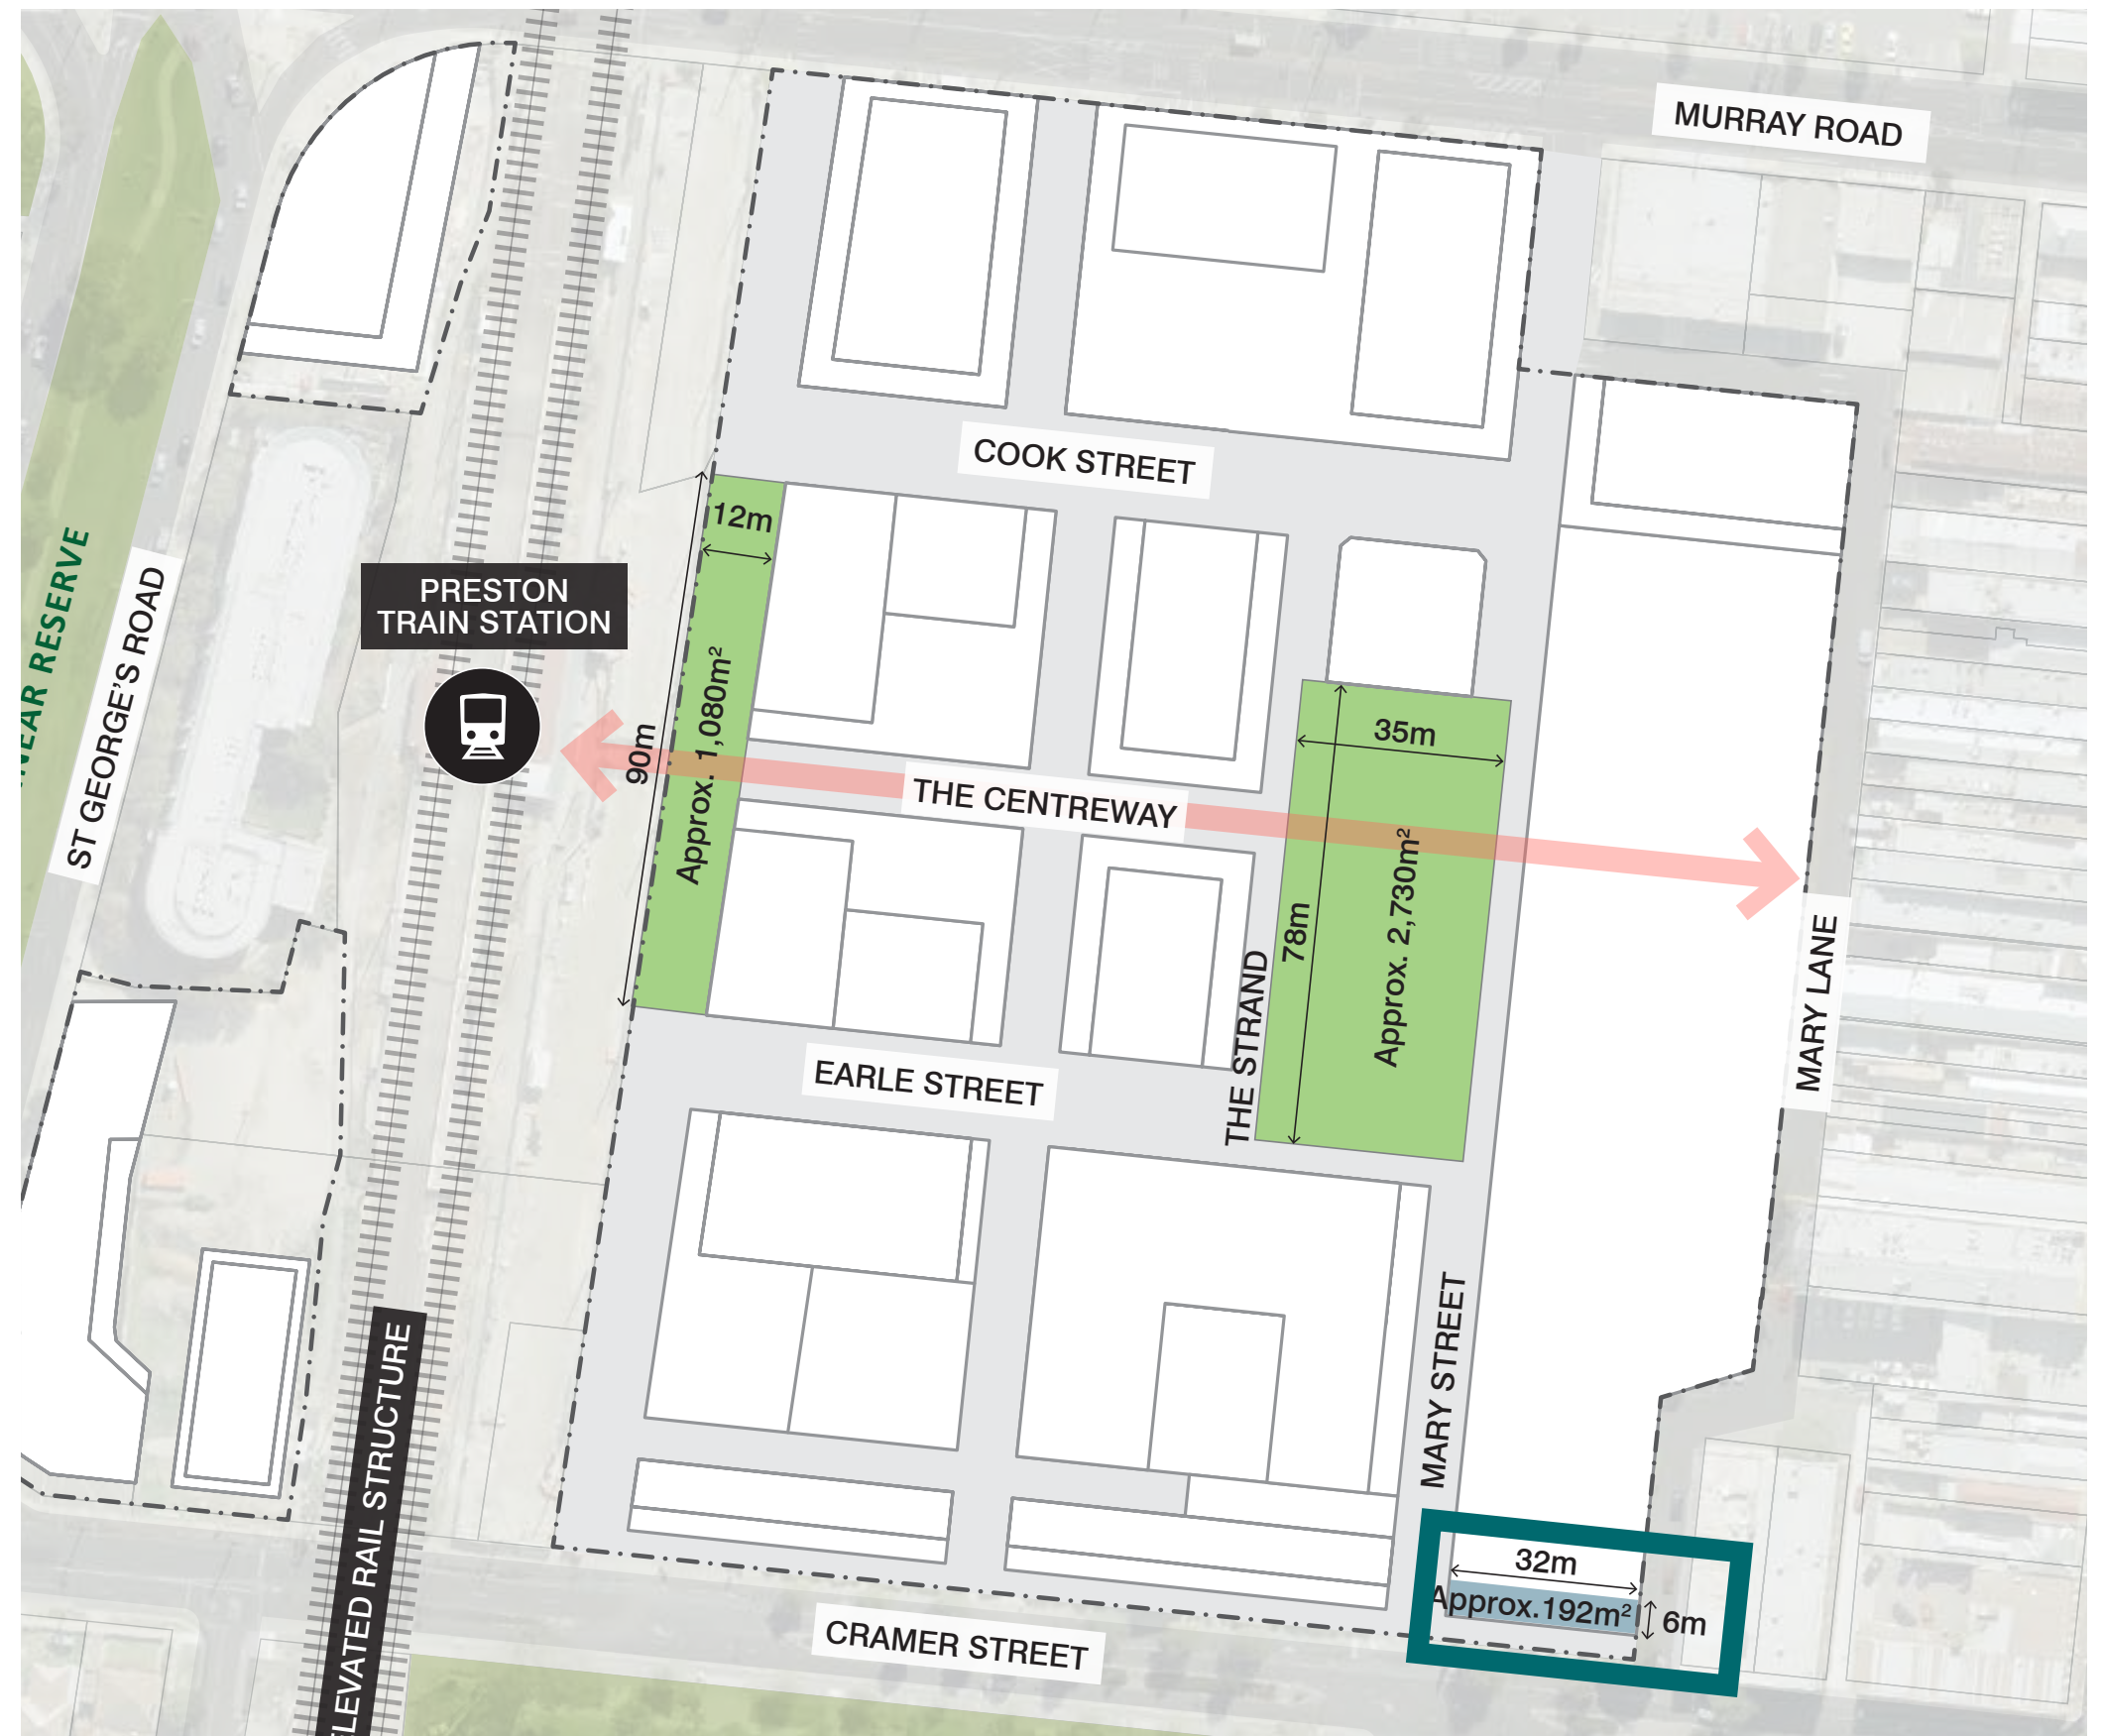 MURRAY ROAD
COOK STREET
12m
PRESTON
TRAIN STATION
NEAR RESERVE
ST GEORGE'S ROAD
90m
Approx. 1,080m²
35m
THE CENTREWAY
78m
Approx. 2,730m²
THE STRAND
MARY LANE
EARLE STREET
MARY STREET
ELEVATED RAIL STRUCTURE
32m
Approx.192m²
6m
CRAMER STREET